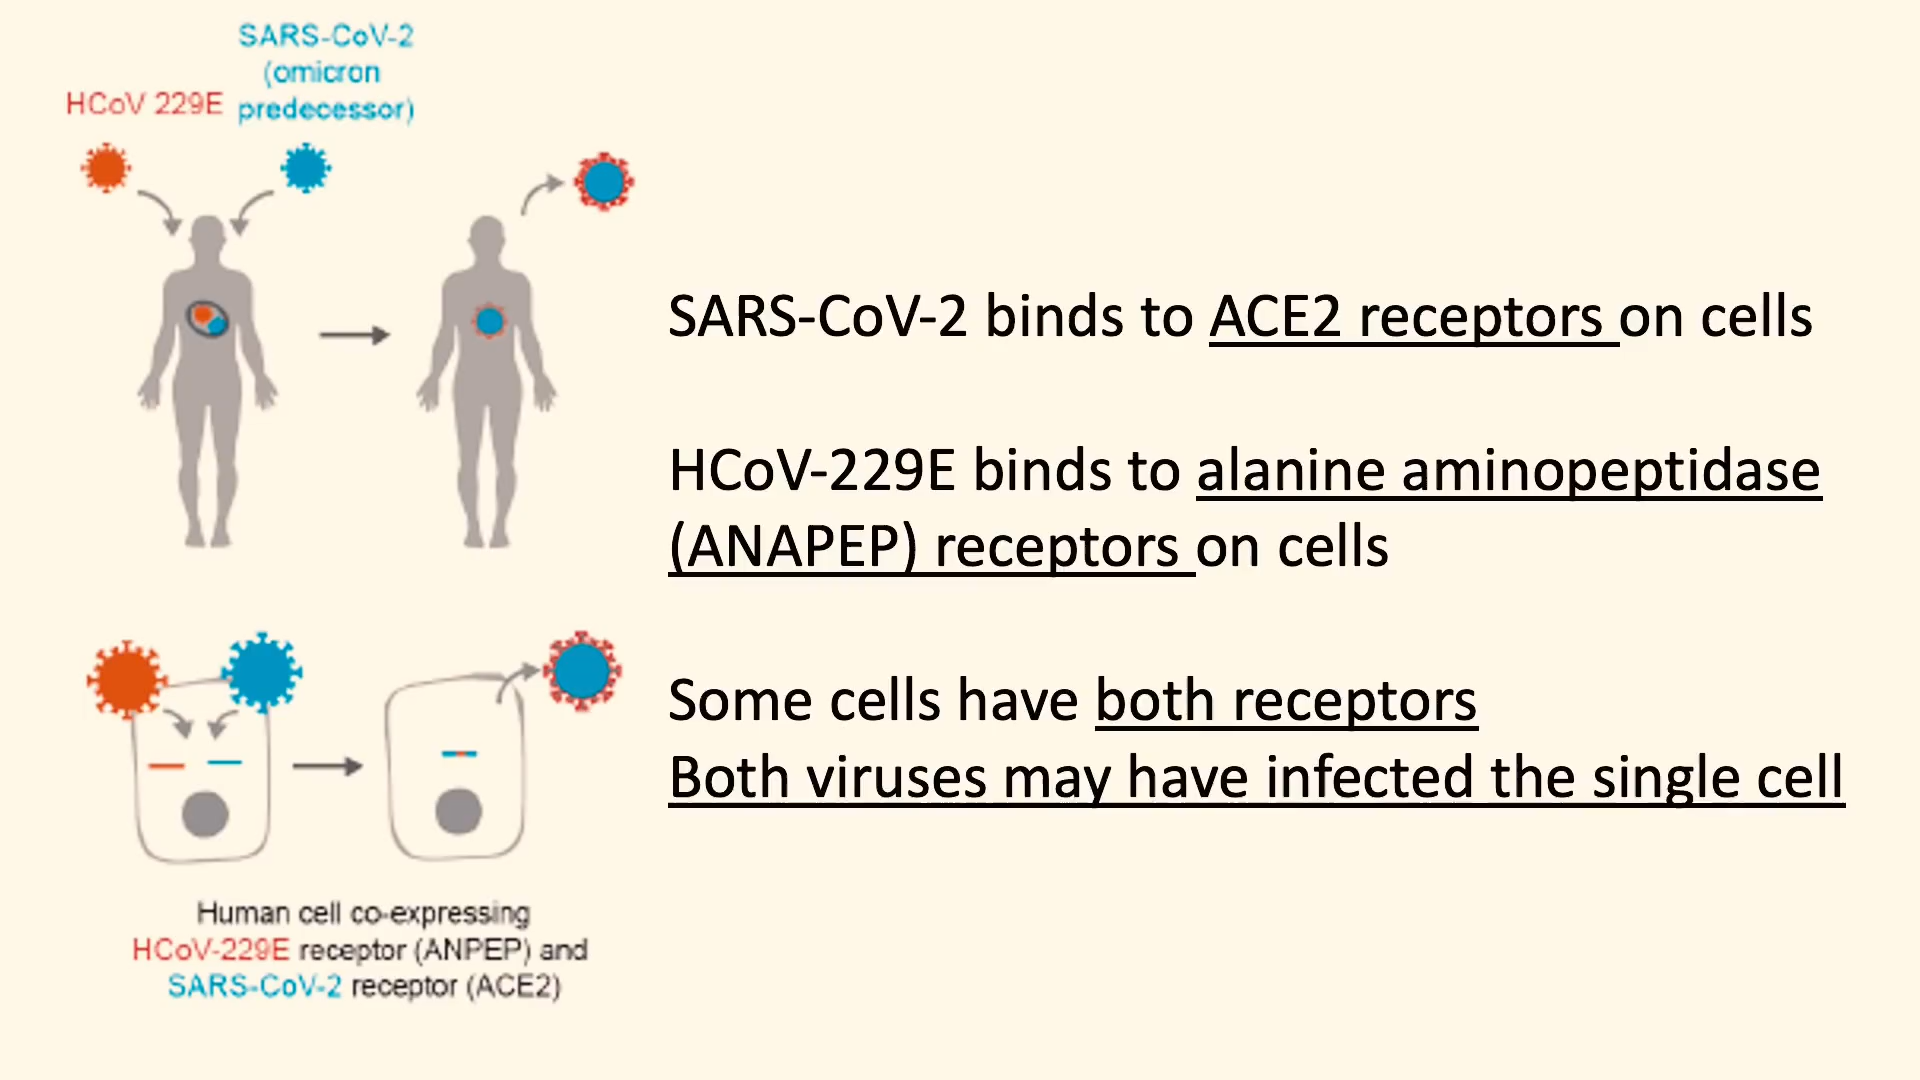 SARS-CoV-2
(omicron
HCoV 229E predecessor)
SARS-CoV-2 binds to ACE2 receptors on cells
HCoV-229E binds to alanine aminopeptidase
(ANAPEP) receptors on cells
Some cells have both receptors
Both viruses may have infected the single cell
Human cell co-expressing
HCoV-229E receptor (ANPEP) and
SARS-CoV-2 receptor (ACE2)